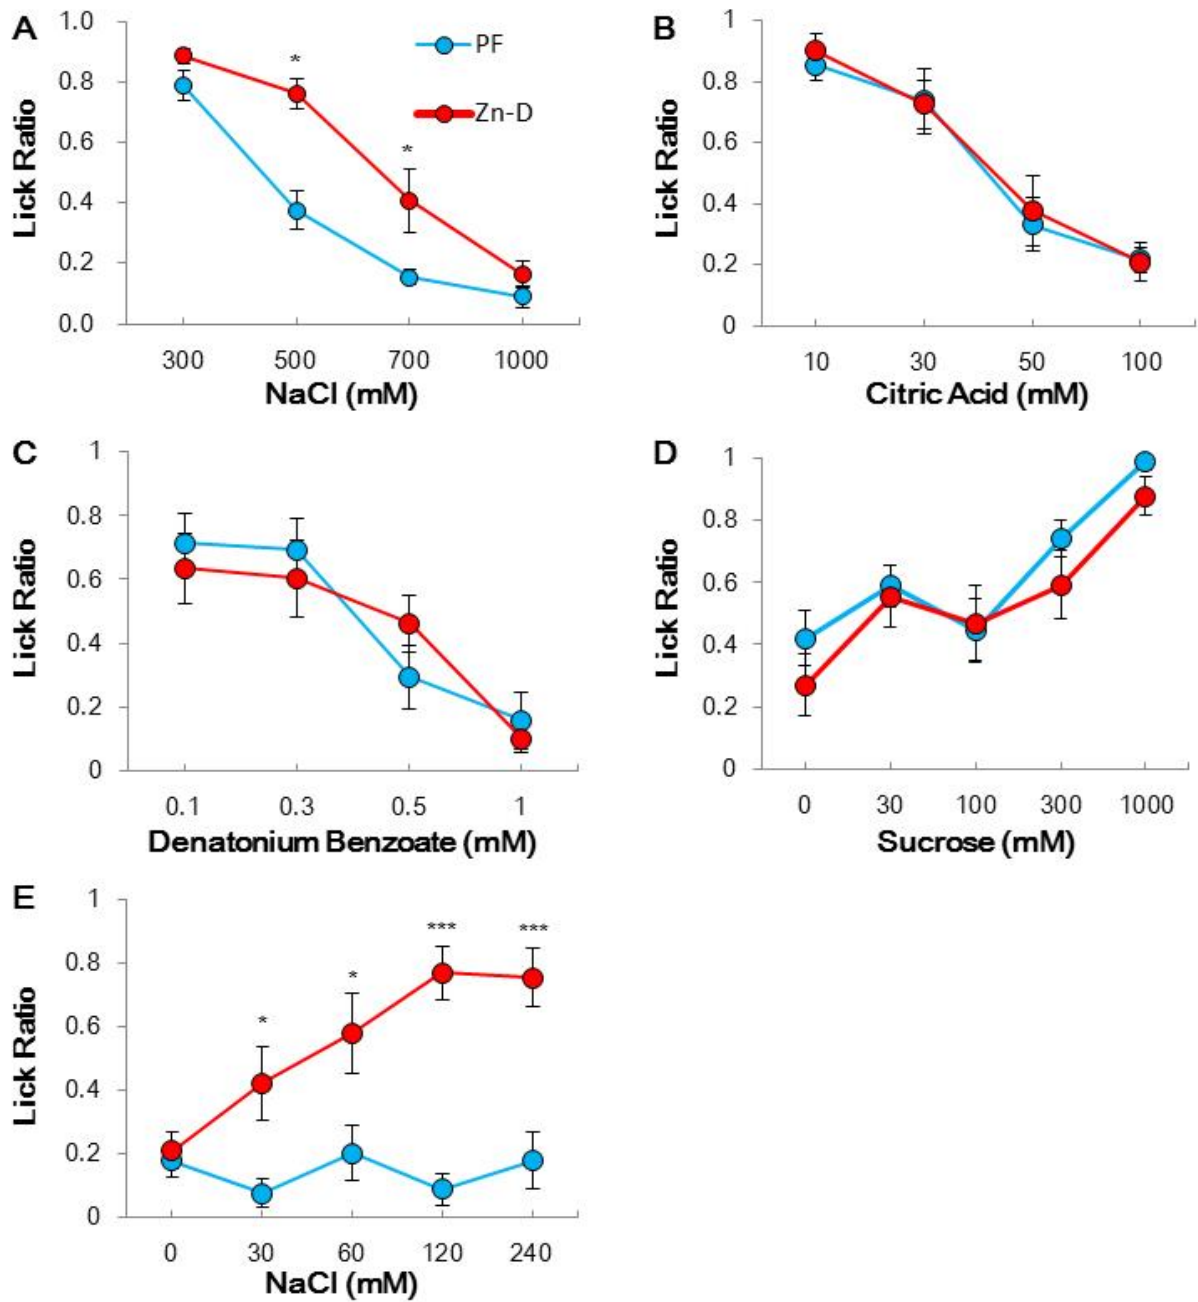 A
1.0
0.8
0.6
0.4
0.2
0.0
Lick Ratio
* *
PF
Zn-D
300 500 700 1000
NaCl (mM)
B
1
0.8
0.6
0.4
0.2
0
Lick Ratio
10 30 50 100
Citric Acid (mM)
C
1
0.8
0.6
0.4
0.2
0
Lick Ratio
0.1 0.3 0.5 1
Denatonium Benzoate (mM)
D
1
0.8
0.6
0.4
0.2
0
Lick Ratio
0 30 100 300 1000
Sucrose (mM)
E
1
0.8
0.6
0.4
0.2
0
Lick Ratio
* * *** ***
0 30 60 120 240
NaCl (mM)